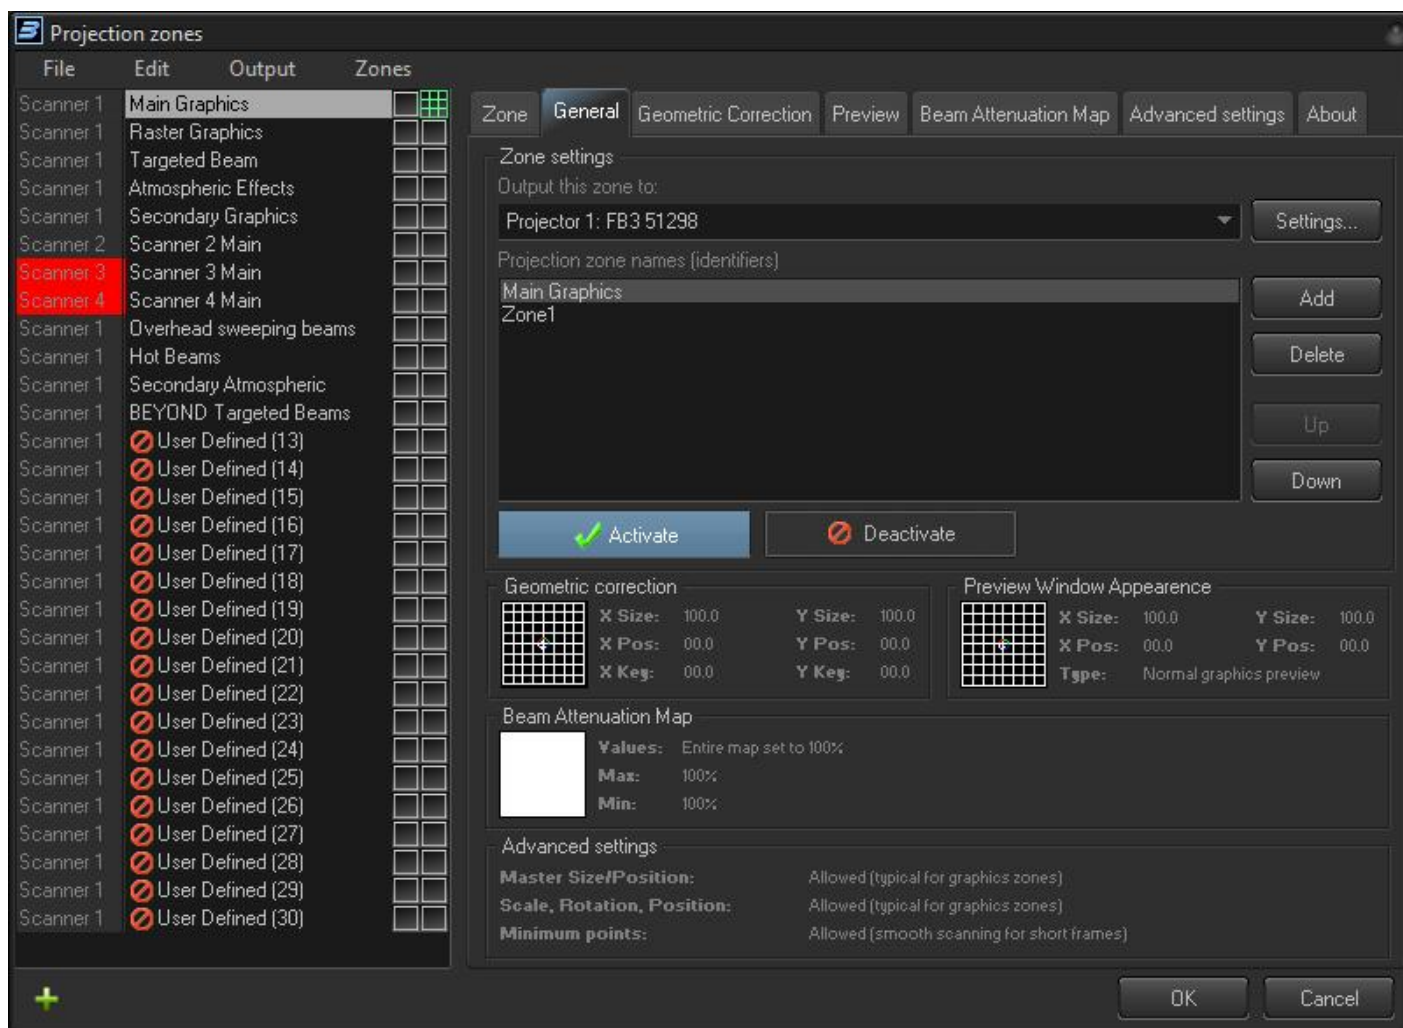 Projection zones
File Edit Output Zones
Scanner 1 Main Graphics
Scanner 1 Raster Graphics
Scanner 1 Targeted Beam
Scanner 1 Atmospheric Effects
Scanner 1 Secondary Graphics
Scanner 2 Scanner 2 Main
Scanner 3 Scanner 3 Main
Scanner 4 Scanner 4 Main
Scanner 1 Overhead sweeping beams
Scanner 1 Hot Beams
Scanner 1 Secondary Atmospheric
Scanner 1 BEYOND Targeted Beams
Scanner 1 User Defined (13)
Scanner 1 User Defined (14)
Scanner 1 User Defined (15)
Scanner 1 User Defined (16)
Scanner 1 User Defined (17)
Scanner 1 User Defined (18)
Scanner 1 User Defined (19)
Scanner 1 User Defined (20)
Scanner 1 User Defined (21)
Scanner 1 User Defined (22)
Scanner 1 User Defined (23)
Scanner 1 User Defined (24)
Scanner 1 User Defined (25)
Scanner 1 User Defined (26)
Scanner 1 User Defined (27)
Scanner 1 User Defined (28)
Scanner 1 User Defined (29)
Scanner 1 User Defined (30)
Zone General Geometric Correction Preview Beam Attenuation Map Advanced settings About
Zone settings
Output this zone to:
Projector 1: FB3 51298 Settings...
Projection zone names (identifiers)
Main Graphics
Zone1
Add
Delete
Up
Down
Activate Deactivate
Geometric correction
X Size: 100.0 Y Size: 100.0
X Pos: 00.0 Y Pos: 00.0
X Key: 00.0 Y Key: 00.0
Preview Window Appearence
X Size: 100.0 Y Size: 100.0
X Pos: 00.0 Y Pos: 00.0
Type: Normal graphics preview
Beam Attenuation Map
Values: Entire map set to 100%
Max: 100%
Min: 100%
Advanced settings
Master Size/Position: Allowed (typical for graphics zones)
Scale, Rotation, Position: Allowed (typical for graphics zones)
Minimum points: Allowed (smooth scanning for short frames)
OK Cancel